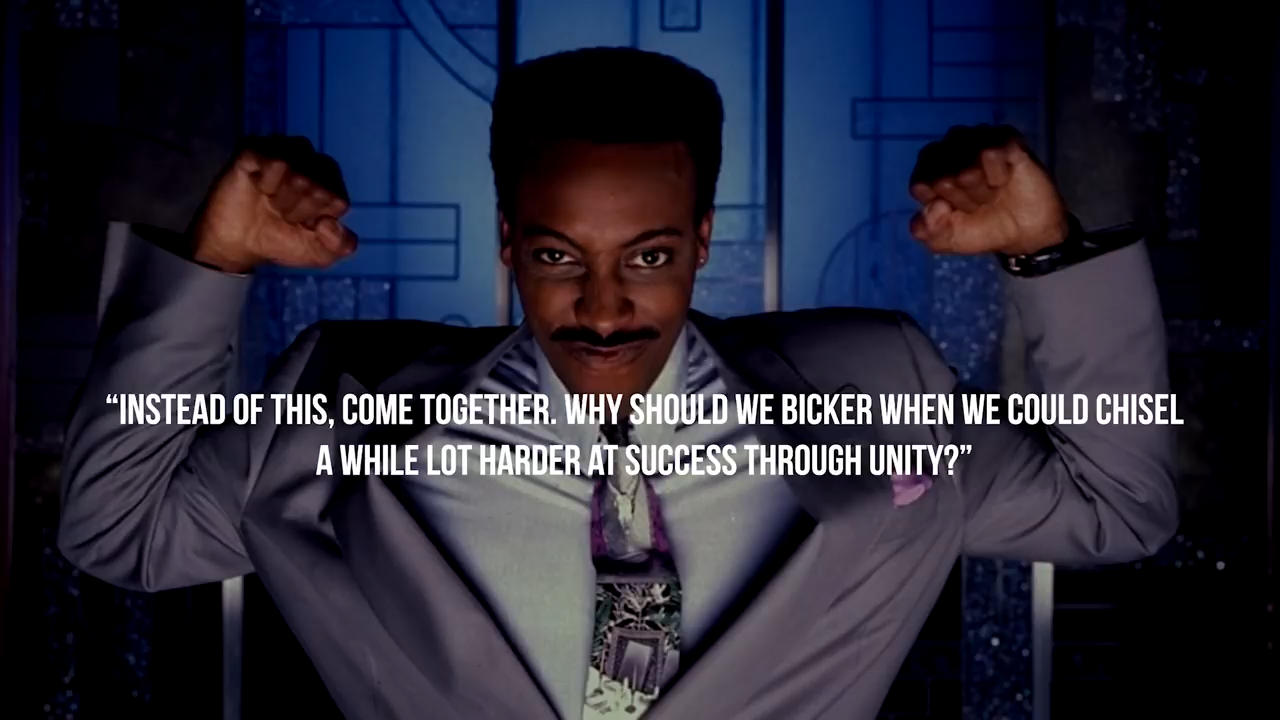 “INSTEAD OF THIS, COME TOGETHER. WHY SHOULD WE BICKER WHEN WE COULD CHISEL
A WHILE LOT HARDER AT SUCCESS THROUGH UNITY?”